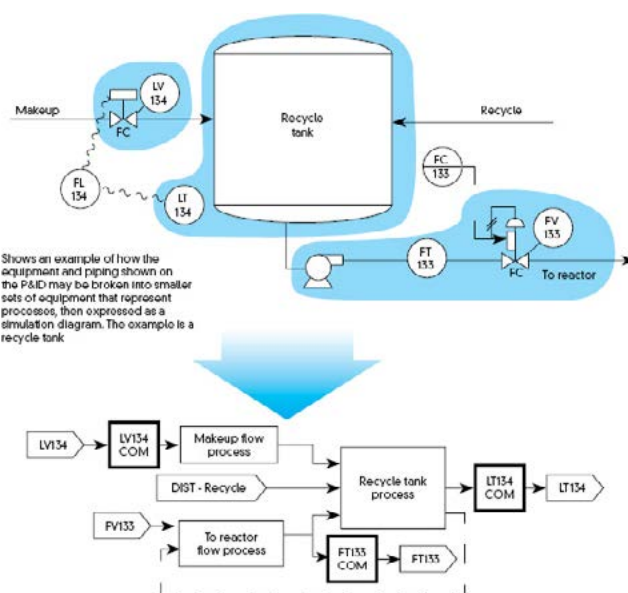 LV
134
Makeup
FC
FL
134
LT
134
Recycle
tank
Recycle
FC
133
FT
133
FV
133
FC
To reactor
Shows an example of how the
equipment and piping shown on
the P&ID may be broken into smaller
sets of equipment that represent
processes, then expressed as a
simulation diagram. The example is a
recycle tank
LV134
LV134
COM
Makeup flow
process
DIST - Recycle
Recycle tank
process
LT134
COM
LT134
FV133
To reactor
flow process
FT133
COM
FT133